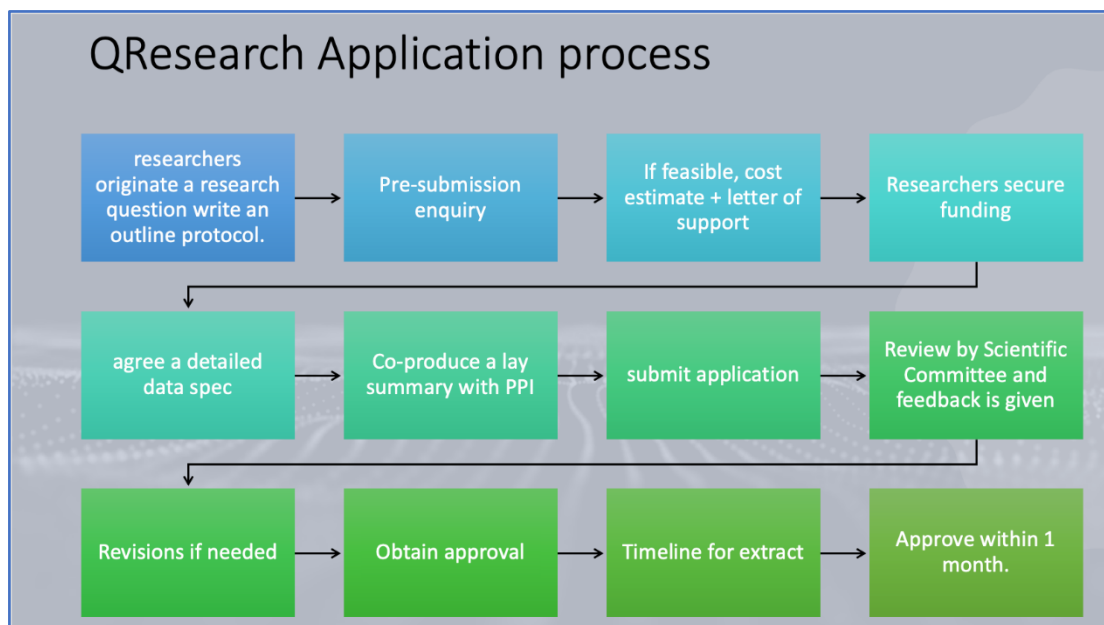 QResearch Application process
researchers
originate a research
question write an
outline protocol.
Pre-submission
enquiry
If feasible, cost
estimate + letter of
support
Researchers secure
funding
agree a detailed
data spec
Co-produce a lay
summary with PPI
submit application
Review by Scientific
Committee and
feedback is given
Revisions if needed
Obtain approval
Timeline for extract
Approve within 1
month.